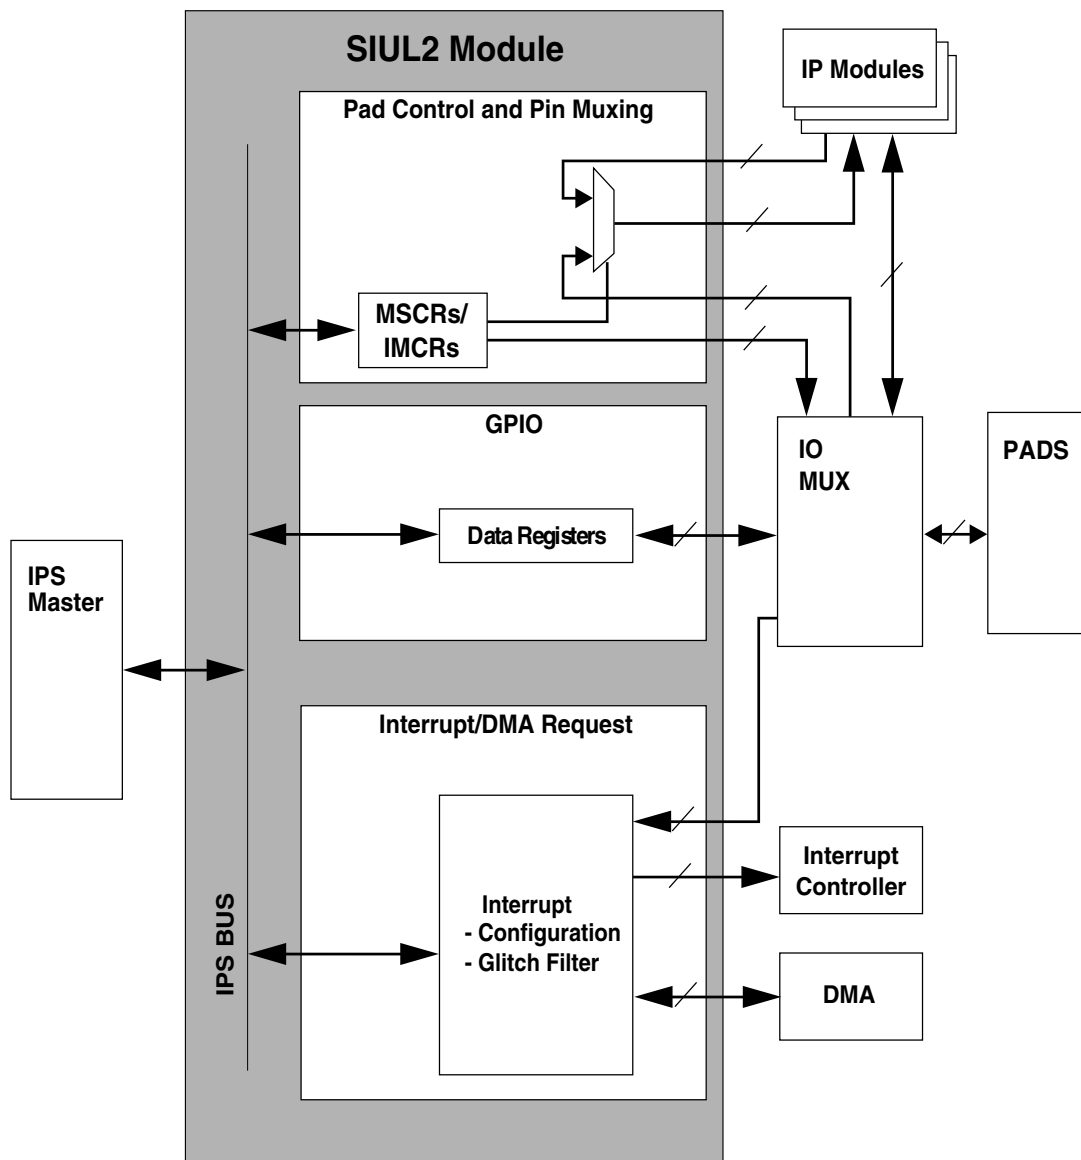 SIUL2 Module
IP Modules
Pad Control and Pin Muxing
MSCRs/
IMCRs
GPIO
IO
MUX
PADS
Data Registers
IPS
Master
Interrupt/DMA Request
Interrupt
Controller
Interrupt
- Configuration
- Glitch Filter
IPS BUS
DMA